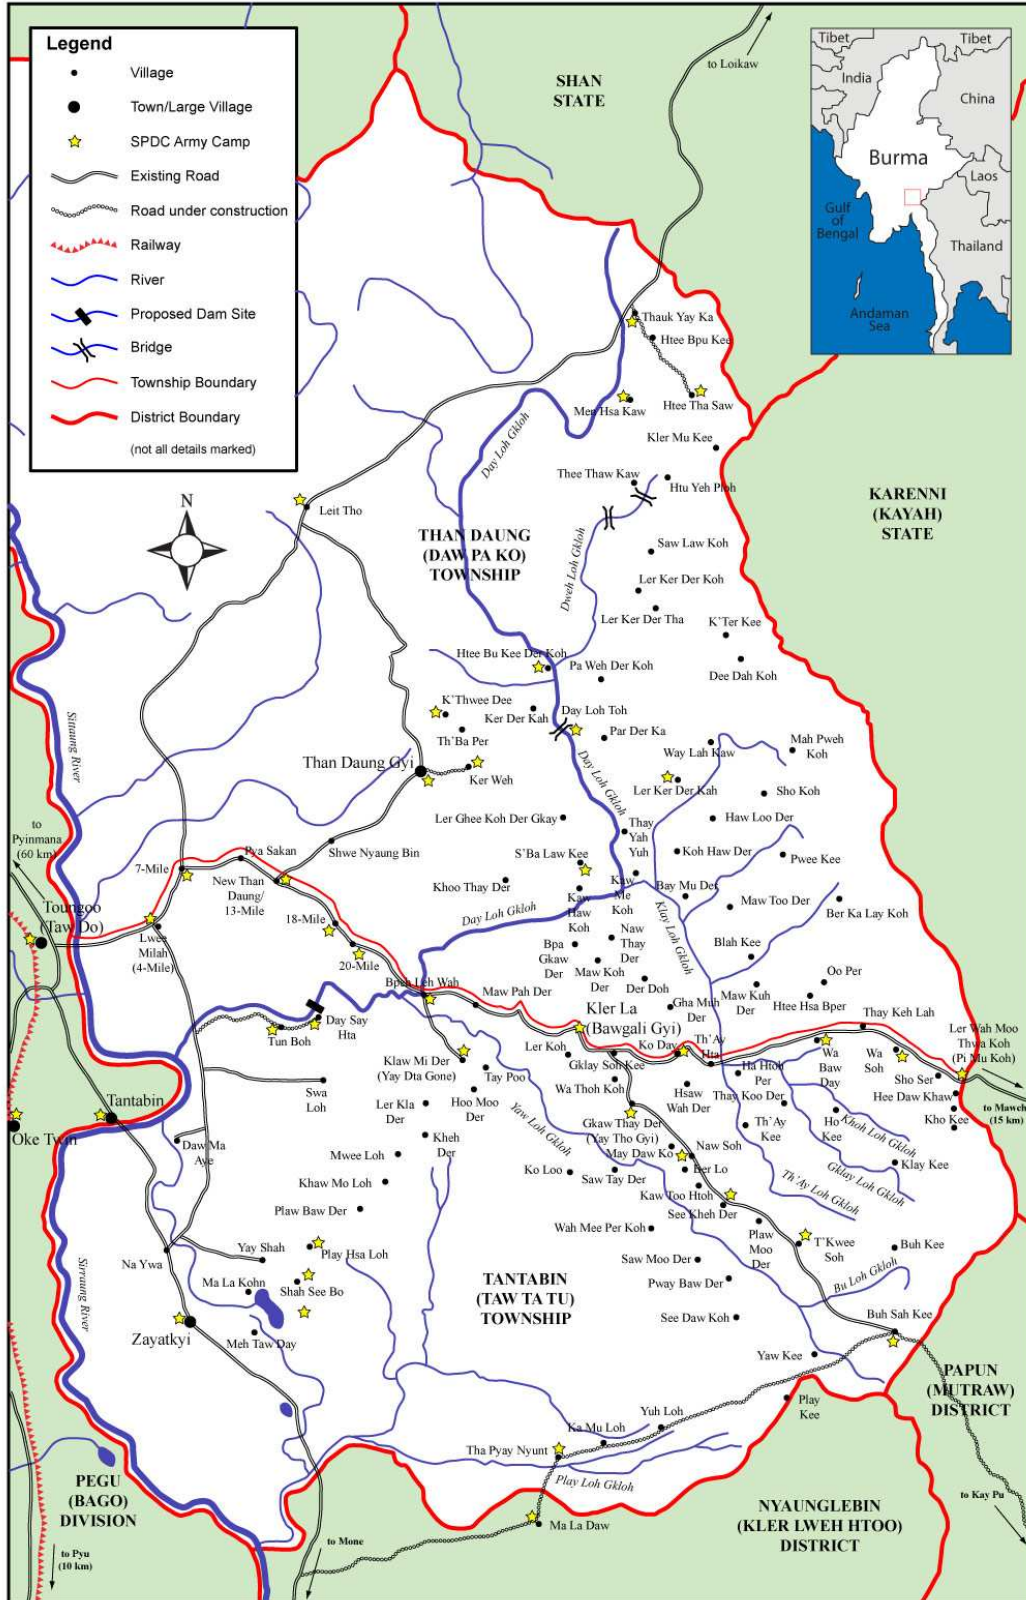 Legend
Village
Town/Large Village
SPDC Army Camp
Existing Road
Road under construction
Railway
River
Proposed Dam Site
Bridge
Township Boundary
District Boundary
(not all details marked)
N
to Loikaw
SHAN
STATE
Tibet
Tibet
India
China
Burma
Laos
Gulf
of
Bengal
Thailand
Andaman
Sea
Thauk Yay Ka
Htee Bpu Kee
Men Hsa Kaw
Htee Tha Saw
Day Loh Gkloh
Kler Mu Kee
Thee Thaw Kaw
Htu Yeh Ploh
KARENNI
(KAYAH)
STATE
Leit Tho
THAN DAUNG
(DAW PA KO)
TOWNSHIP
Dweh Loh Gkloh
Saw Law Koh
Ler Ker Der Koh
Ler Ker Der Tha
K'Ter Kee
Dee Dah Koh
Htee Bu Kee Der Koh
Pa Weh Der Koh
Sittaung River
K'Thwee Dee
Ker Der Kah
Day Loh Toh
Th'Ba Per
Par Der Ka
Way Lah Kaw
Mah Pweh
Koh
Day Loh Gkloh
Than Daung Gyi
Ker Weh
Ler Ker Der Kah
Sho Koh
to
Pyinmana
(60 km)
Ler Ghee Koh Der Gkay
Thay
Yah
Yuh
Haw Loo Der
Pya Sakan
Shwe Nyaung Bin
S'Ba Law Kee
Koh Haw Der
Pwee Kee
7-Mile
New Than
Daung/
13-Mile
Khoo Thay Der
Kaw
Me
Koh
Bay Mu Der
Maw Too Der
Ber Ka Lay Koh
Toungoo
(Taw Do)
Lwee
Milah
(4-Mile)
18-Mile
20-Mile
Day Loh Gkloh
Kaw
Haw
Koh
Klay Loh Gkloh
Bpa
Gkaw
Der
Naw
Thay
Der
Blah Kee
Maw Koh
Der
Der Doh
Oo Per
Bpah Leh Wah
Maw Pah Der
Maw Kuh
Der
Htee Hsa Bper
Gha Muh
Der
Kler La
(Bawgali Gyi)
Thay Keh Lah
Ler Wah Moo
Thwa Koh
(Pi Mu Koh)
Day Say
Hta
Tun Boh
Ko Day
Th'Ay
Hta
Wa
Baw
Day
Wa
Soh
Ler Koh
Gklay Soh Kee
Klaw Mi Der
(Yay Dta Gone)
Tay Poo
Ha Htoh
Per
Sho Ser
Swa
Loh
Wa Thoh Koh
Hsaw
Wah Der
Thay Koo Der
Hee Daw Khaw
to Mawchi
(15 km)
Hoo Moo
Der
Ler Kla
Der
Yaw Loh Gkloh
Gkaw Thay Der
(Yay Tho Gyi)
Ho
Kee
Khoh Loh Gkloh
Kho Kee
Tantabin
Oke Twin
Th'Ay
Kee
Kheh
Der
Daw Ma
Aye
May Daw Ko
Naw Soh
Mwee Loh
Gklay Loh Gkloh
Klay Kee
Ko Loo
Saw Tay Der
Ber Lo
Khaw Mo Loh
Th'Ay Loh Gkloh
Kaw Too Htoh
See Kheh Der
Plaw Baw Der
Wah Mee Per Koh
Plaw
Moo
Der
T'Kwee
Soh
Buh Kee
Na Ywa
Yay Shah
Play Hsa Loh
Saw Moo Der
Bu Loh Gkloh
Ma La Kohn
Shah See Bo
TANTABIN
(TAW TA TU)
TOWNSHIP
Pway Baw Der
Sittaung River
Zayatkyi
See Daw Koh
Buh Sah Kee
Meh Taw Day
Yaw Kee
PAPUN
(MUTRAW)
DISTRICT
Play
Kee
Yuh Loh
Ka Mu Loh
Tha Pyay Nyunt
Play Loh Gkloh
PEGU
(BAGO)
DIVISION
to Kay Pu
NYAUNGLEBIN
(KLER LWEH HTOO)
DISTRICT
Ma La Daw
to Mone
to Pyu
(10 km)